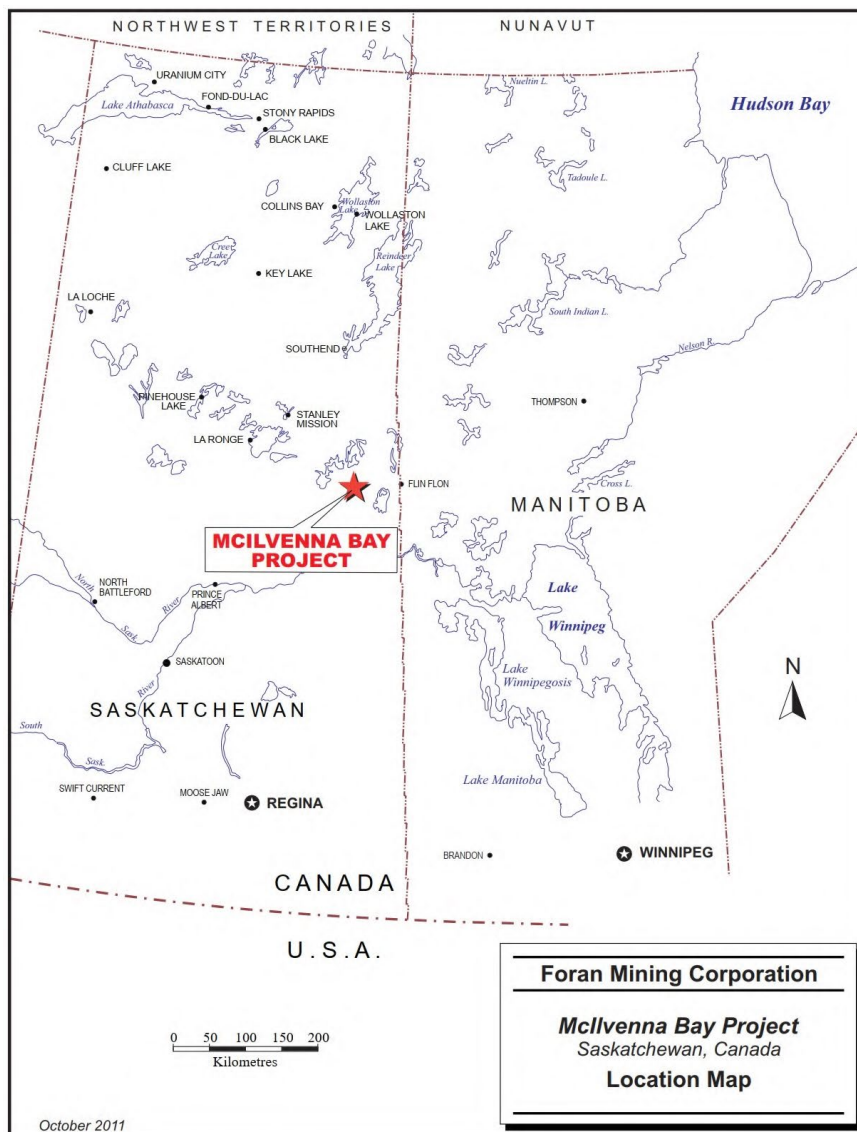 NORTHWEST TERRITORIES
NUNAVUT
URANIUM CITY
Nueltin L.
Lake Athabasca
FOND-DU-LAC
Hudson Bay
STONY RAPIDS
BLACK LAKE
CLUFF LAKE
Tadoule L.
COLLINS BAY
Wollaston
Lake
WOLLASTON
LAKE
Cree
Lake
Reindeer
Lake
KEY LAKE
LA LOCHE
South Indian L.
SOUTHEND
Nelson R.
PINEHOUSE
LAKE
THOMPSON
STANLEY
MISSION
LA RONGE
FLIN FLON
Cross L.
MANITOBA
MCILVENNA BAY
PROJECT
NORTH
BATTLEFORD
North
Sask.
River
PRINCE
ALBERT
Lake
Winnipeg
SASKATOON
River
Lake
Winnipegosis
N
SASKATCHEWAN
South
Sask.
Lake Manitoba
SWIFT CURRENT
MOOSE JAW
REGINA
BRANDON
WINNIPEG
CANADA
U.S.A.
0 50 100 150 200
Kilometres
Foran Mining Corporation
McIlvenna Bay Project
Saskatchewan, Canada
Location Map
October 2011